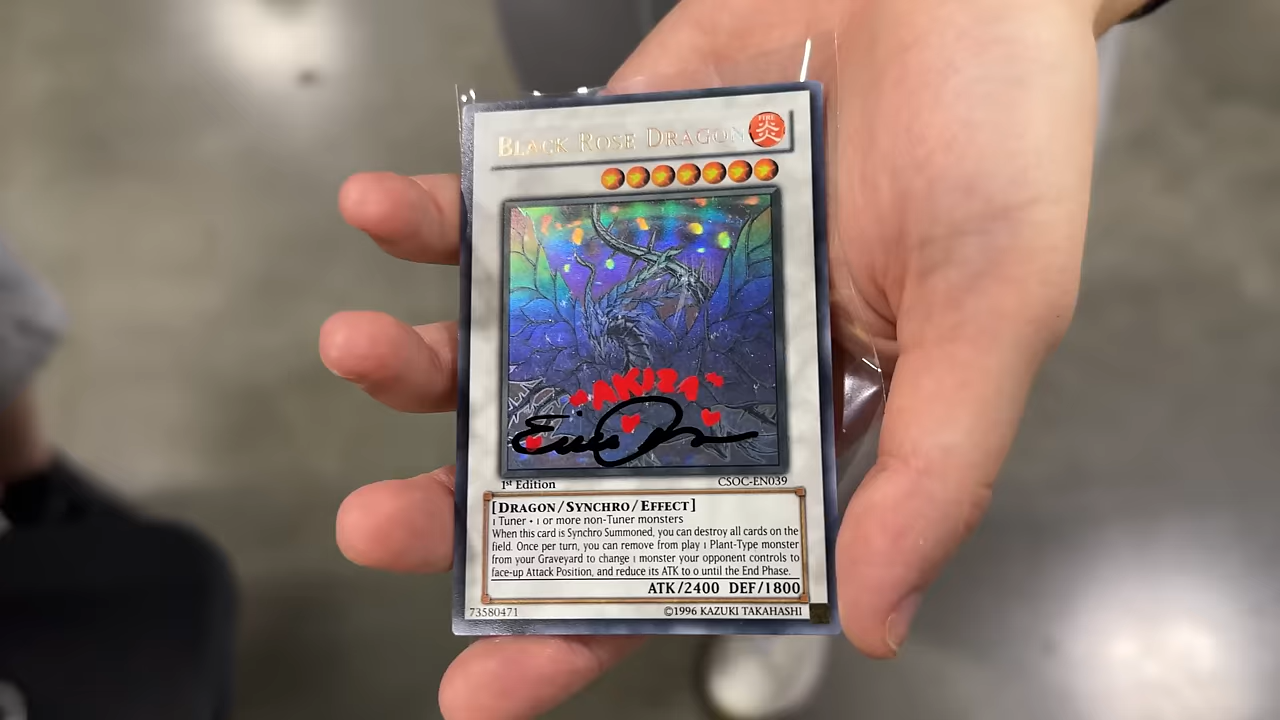 BLACK ROSE DRAGON
FIRE
炎
"AKIZA"
1st Edition
CSOC-EN039
[DRAGON/SYNCHRO/EFFECT]
1 Tuner + 1 or more non-Tuner monsters
When this card is Synchro Summoned, you can destroy all cards on the
field. Once per turn, you can remove from play 1 Plant-Type monster
from your Graveyard to change 1 monster your opponent controls to
face-up Attack Position, and reduce its ATK to 0 until the End Phase.
ATK/2400 DEF/1800
73580471
©1996 KAZUKI TAKAHASHI